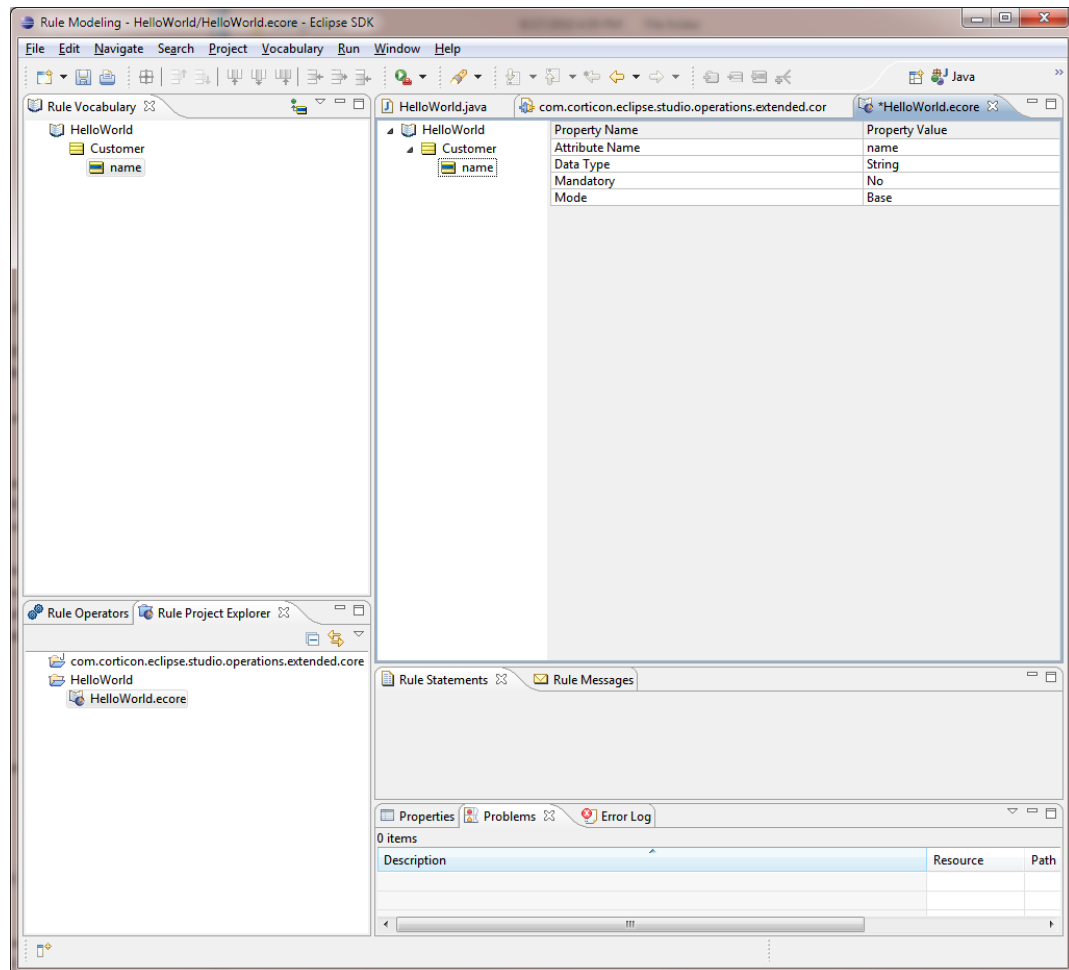 Rule Modeling - HelloWorld/HelloWorld.ecore - Eclipse SDK
File Edit Navigate Search Project Vocabulary Run Window Help
Java
Rule Vocabulary
HelloWorld
Customer
name
HelloWorld.java com.corticon.eclipse.studio.operations.extended.cor *HelloWorld.ecore
HelloWorld
Customer
name
Property Name Property Value
Attribute Name name
Data Type String
Mandatory No
Mode Base
Rule Operators Rule Project Explorer
com.corticon.eclipse.studio.operations.extended.core
HelloWorld
HelloWorld.ecore
Rule Statements Rule Messages
Properties Problems Error Log
0 items
Description Resource Path